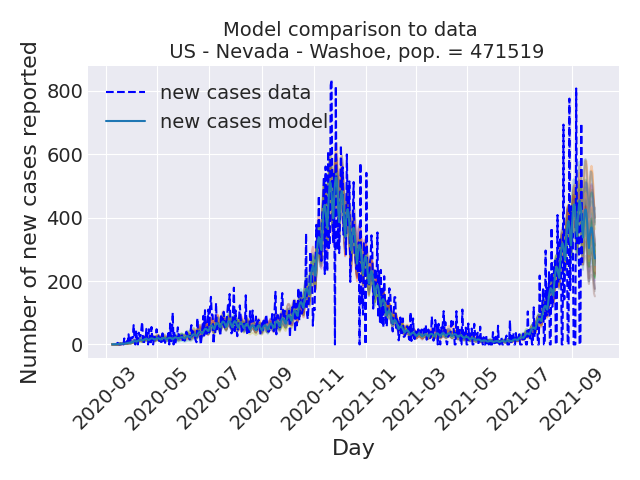 Model comparison to data
US - Nevada - Washoe, pop. = 471519
Number of new cases reported
800
600
400
200
0
new cases data
new cases model
2020-03
2020-05
2020-07
2020-09
2020-11
2021-01
2021-03
2021-05
2021-07
2021-09
Day